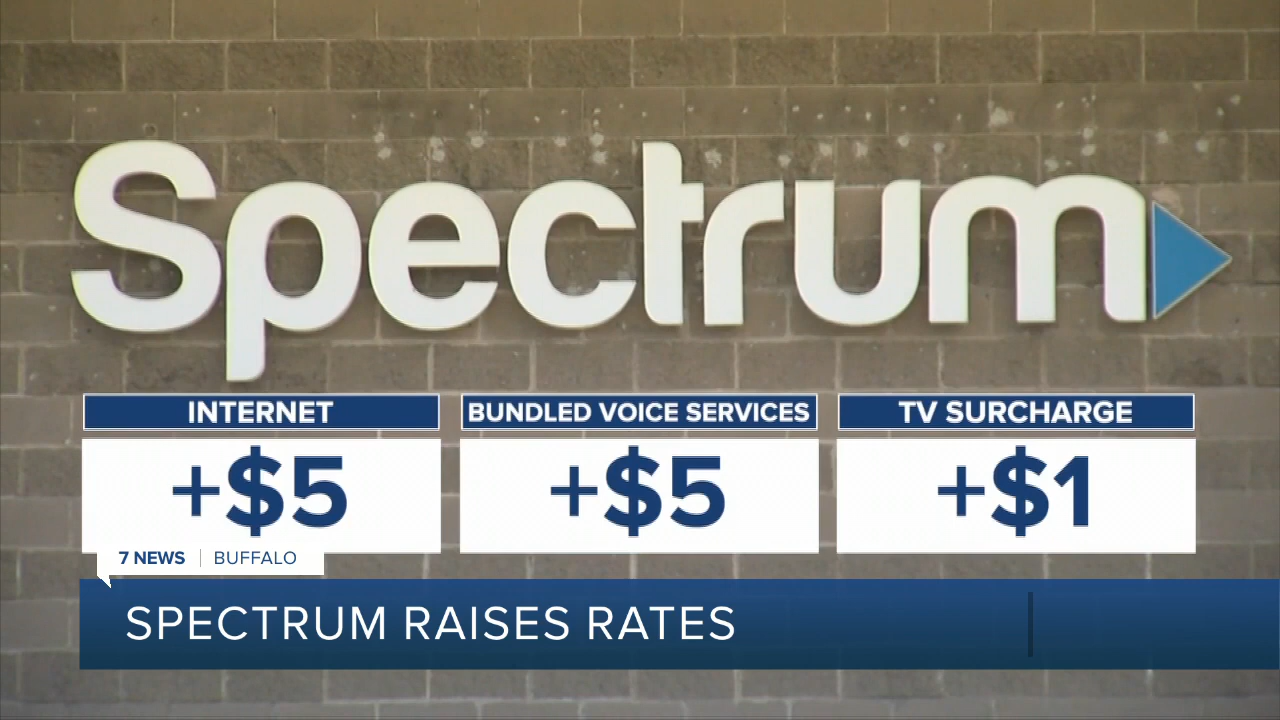 Spectrum
INTERNET
BUNDLED VOICE SERVICES
TV SURCHARGE
+$5
+$5
+$1
7 NEWS | BUFFALO
SPECTRUM RAISES RATES